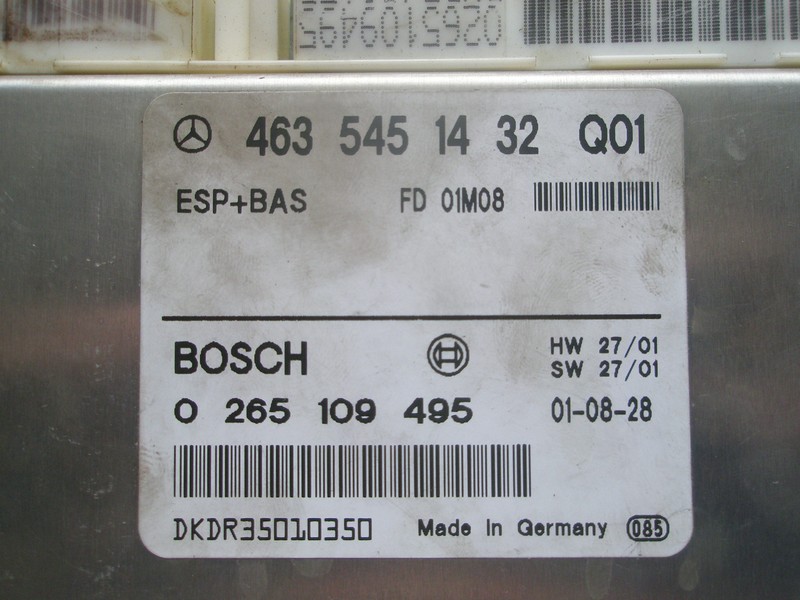 0265109495
463 545 14 32 Q01
ESP+BAS FD 01M08
BOSCH HW 27/01
SW 27/01
0 265 109 495 01-08-28
DKDR35010350 Made In Germany 085